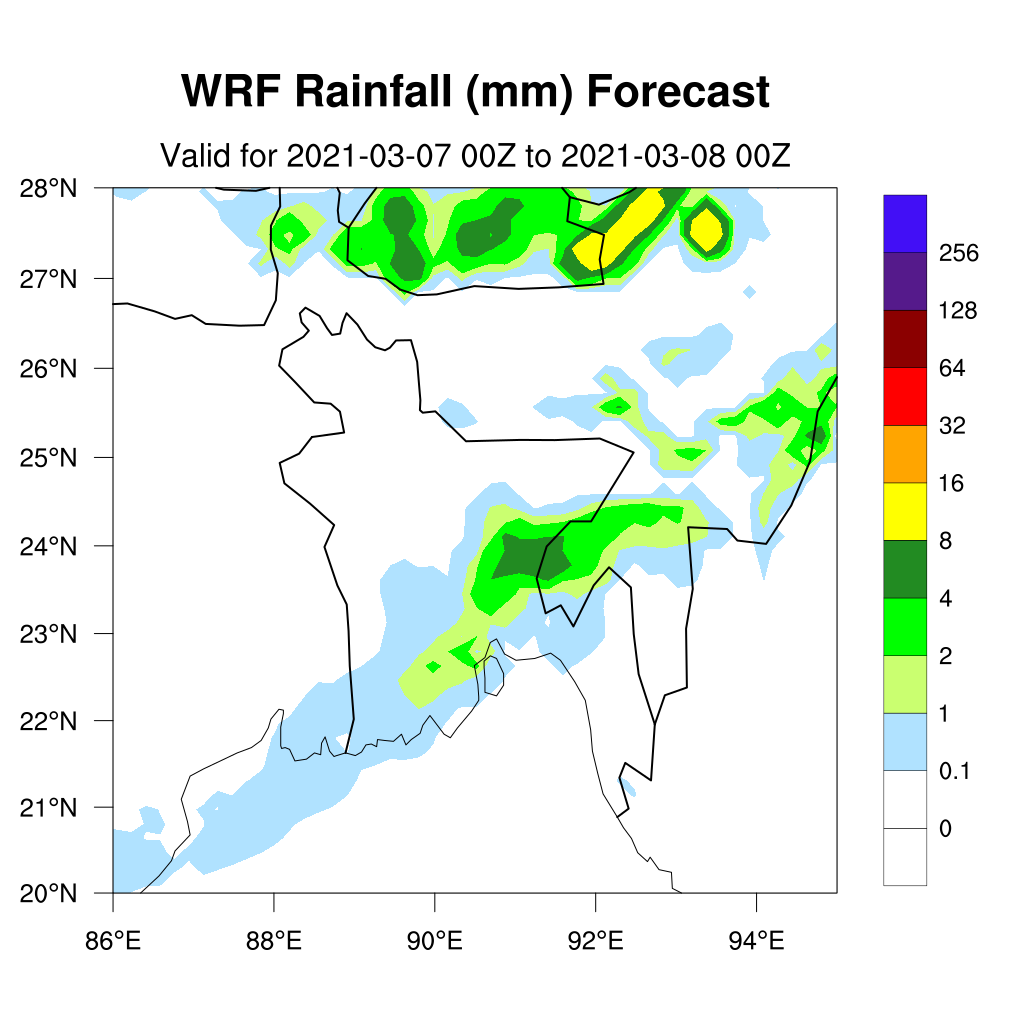 WRF Rainfall (mm) Forecast
Valid for 2021-03-07 00Z to 2021-03-08 00Z
28°N
27°N
26°N
25°N
24°N
23°N
22°N
21°N
20°N
86°E 88°E 90°E 92°E 94°E
256
128
64
32
16
8
4
2
1
0.1
0